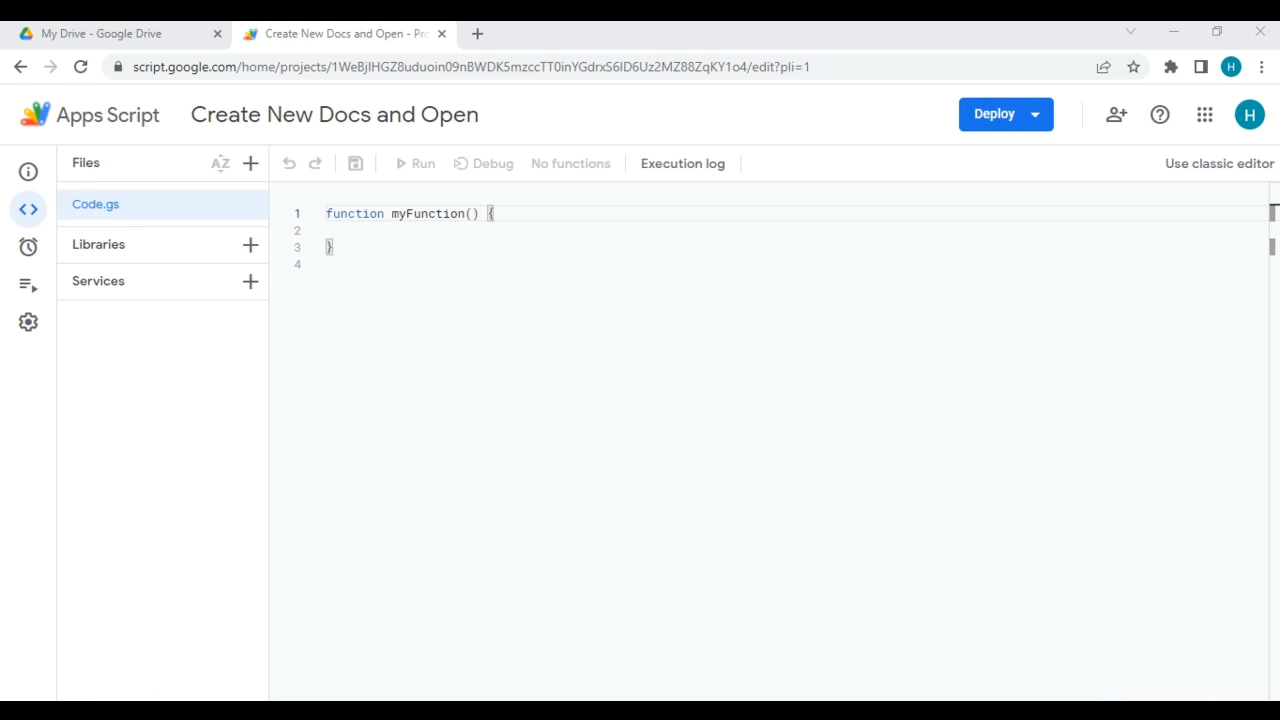 My Drive - Google Drive
Create New Docs and Open - Pro
script.google.com/home/projects/1WeBjlHGZ8uduoin09nBWDK5mzccTT0inYGdrxS6ID6Uz2MZ88ZqKY1o4/edit?pli=1
H
Apps Script
Create New Docs and Open
Deploy
H
Files
AZ
Run
Debug
No functions
Execution log
Use classic editor
Code.gs
Libraries
Services
1 function myFunction() {
2
3 }
4